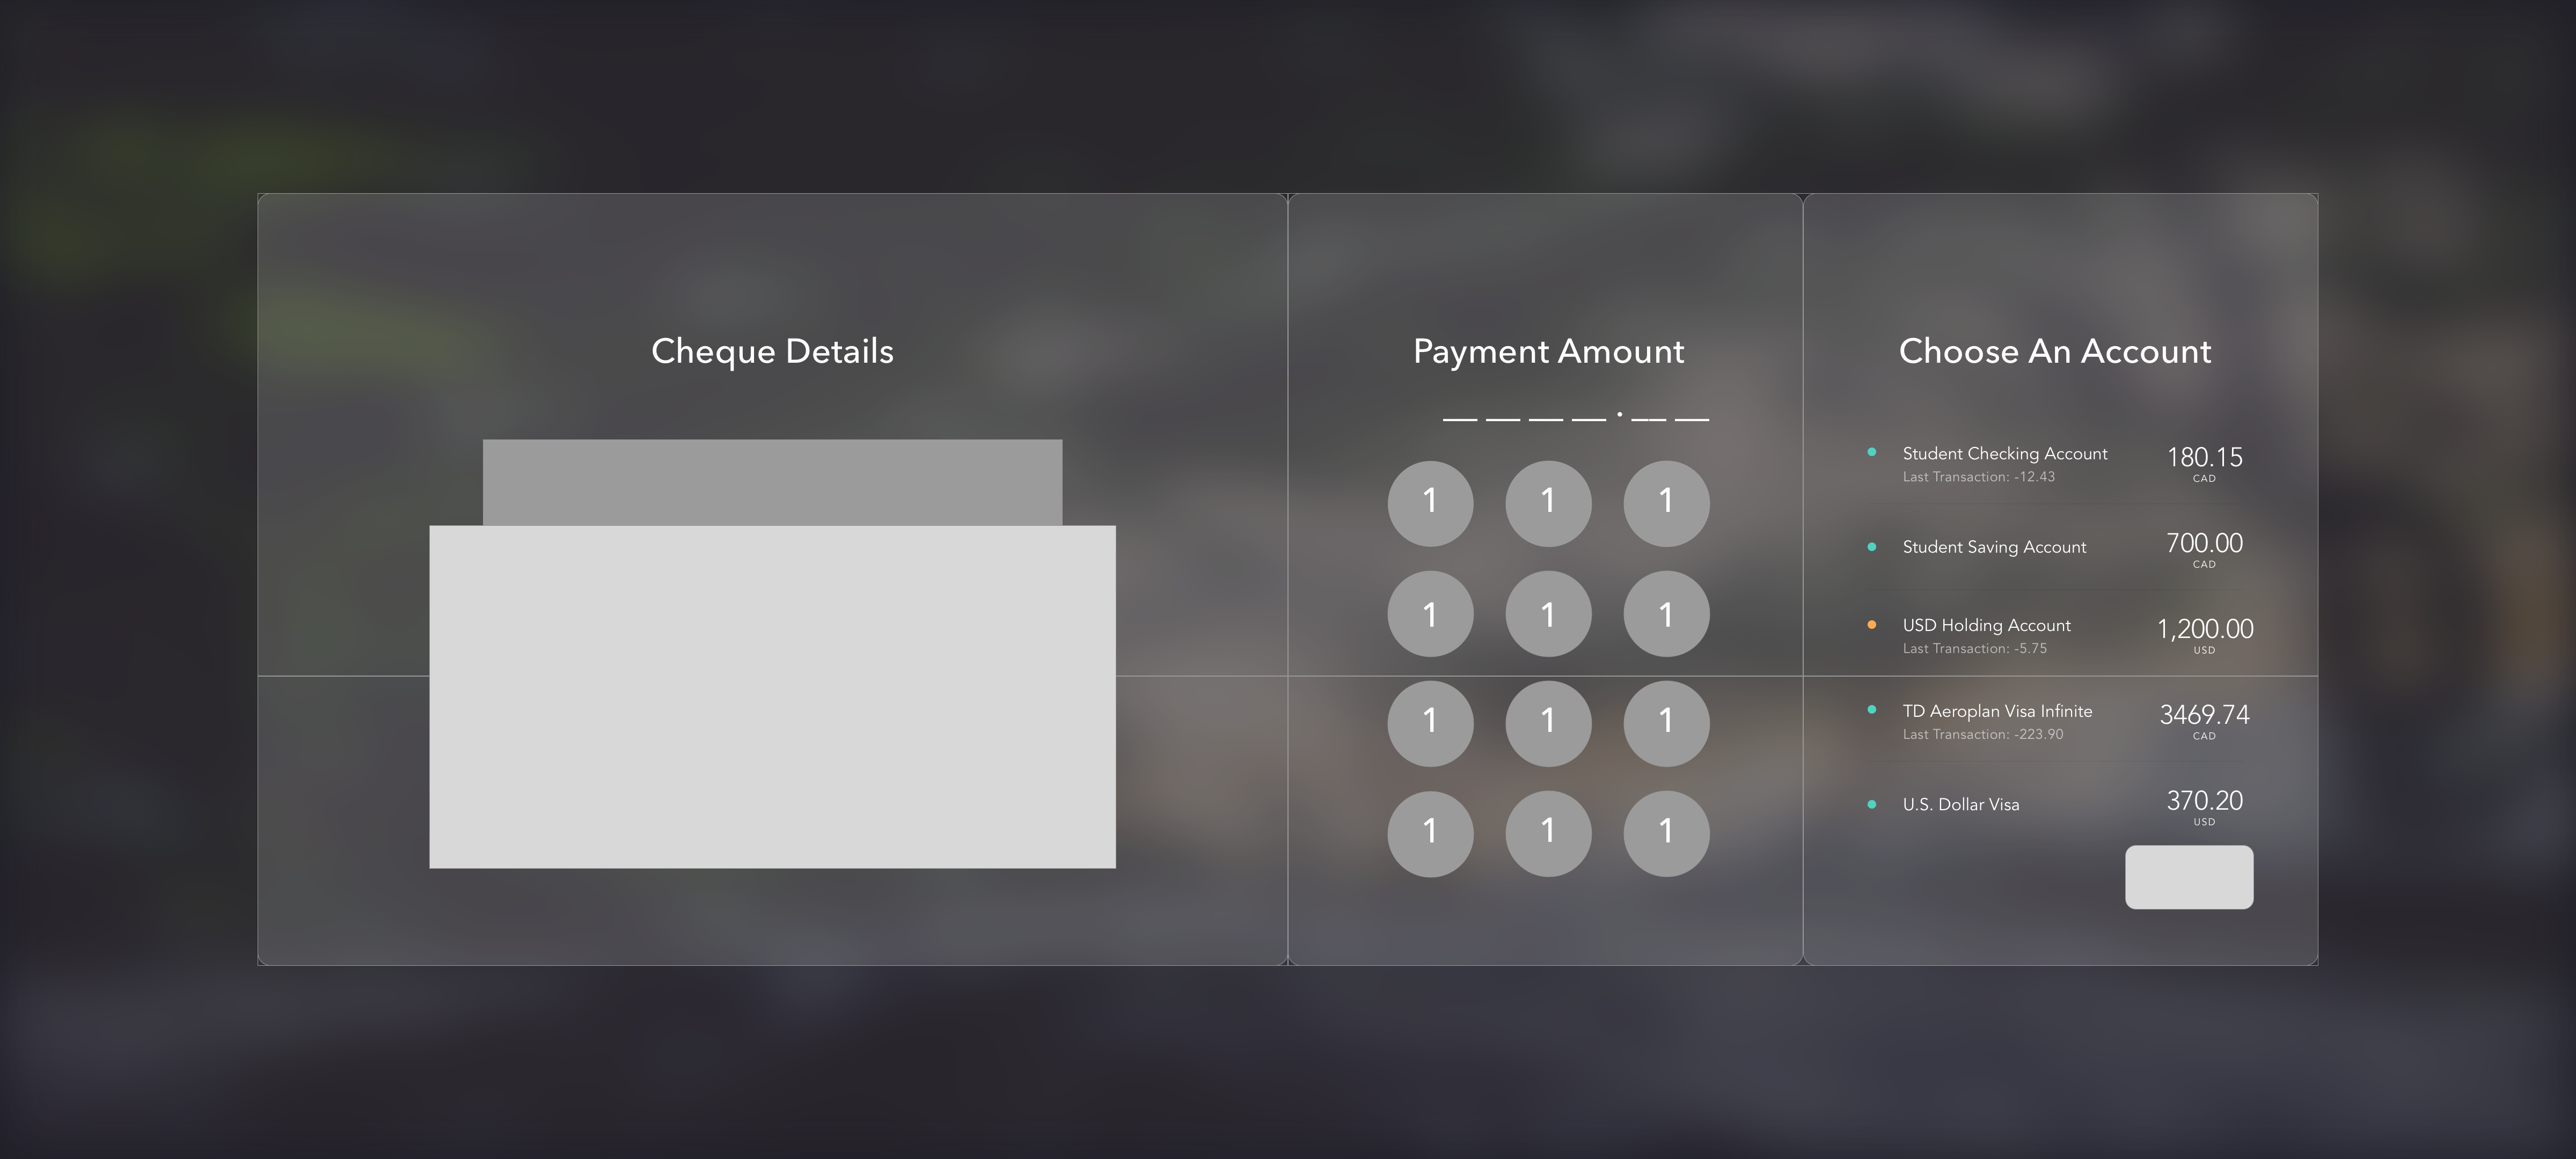 Cheque Details
Payment Amount
1 1 1
1 1 1
1 1 1
1 1 1
Choose An Account
Student Checking Account
Last Transaction: -12.43
180.15
CAD
Student Saving Account
700.00
CAD
USD Holding Account
Last Transaction: -5.75
1,200.00
USD
TD Aeroplan Visa Infinite
Last Transaction: -223.90
3469.74
CAD
U.S. Dollar Visa
370.20
USD